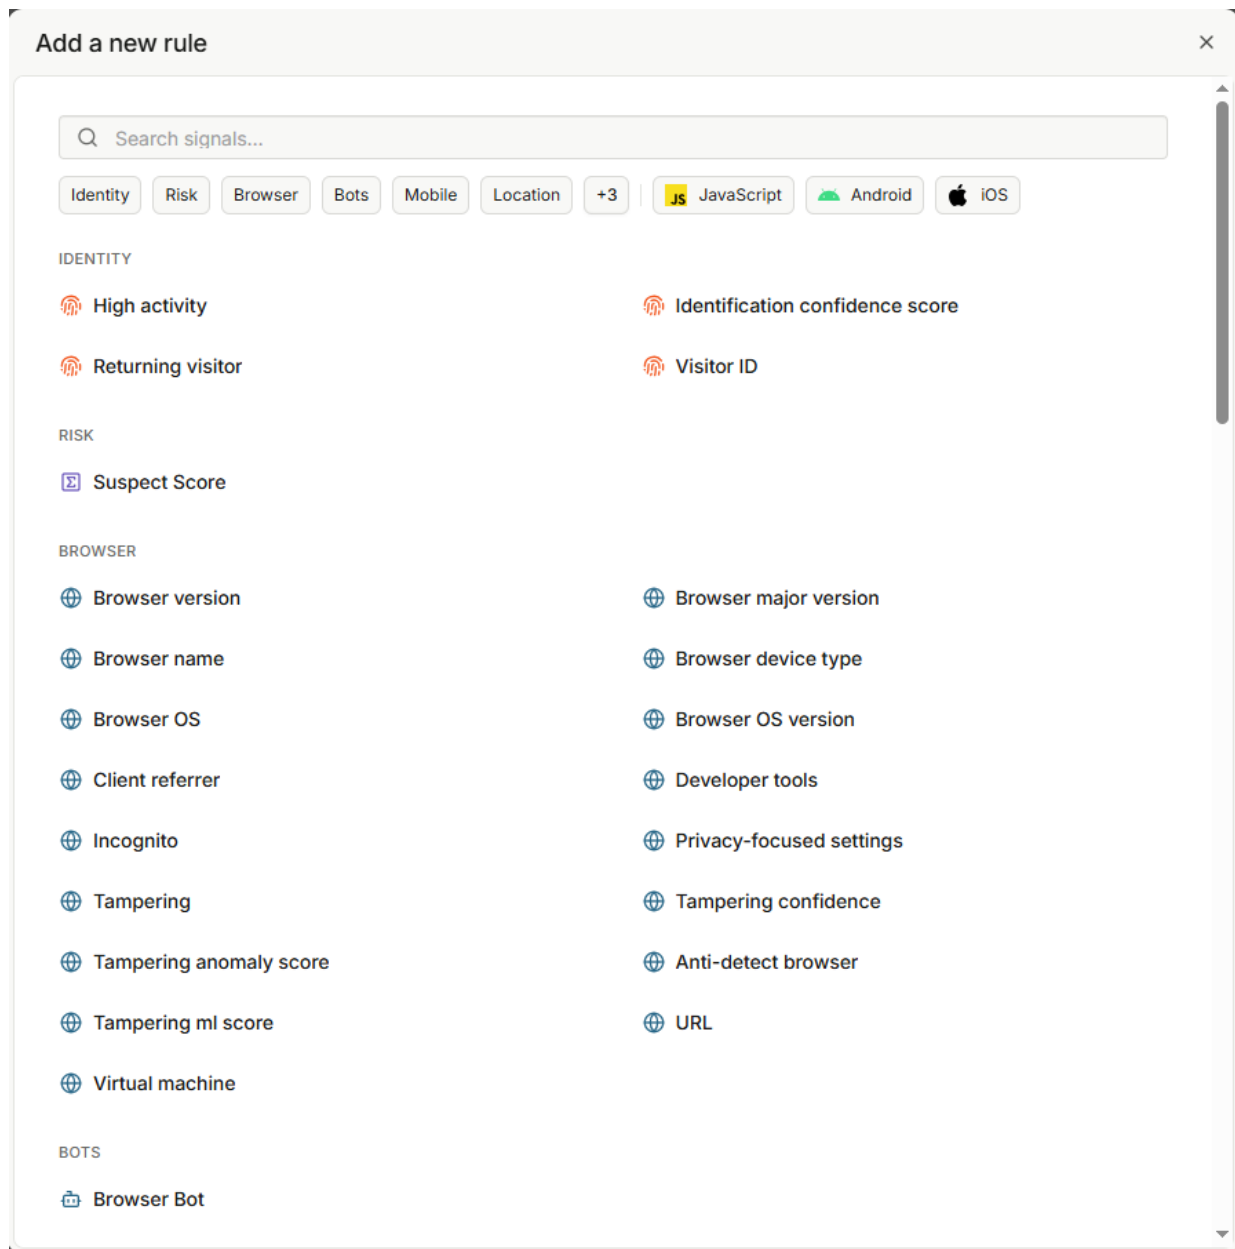 Add a new rule
Search signals...
Identity Risk Browser Bots Mobile Location +3 JS JavaScript Android iOS
IDENTITY
High activity Identification confidence score
Returning visitor Visitor ID
RISK
Suspect Score
BROWSER
Browser version Browser major version
Browser name Browser device type
Browser OS Browser OS version
Client referrer Developer tools
Incognito Privacy-focused settings
Tampering Tampering confidence
Tampering anomaly score Anti-detect browser
Tampering ml score URL
Virtual machine
BOTS
Browser Bot